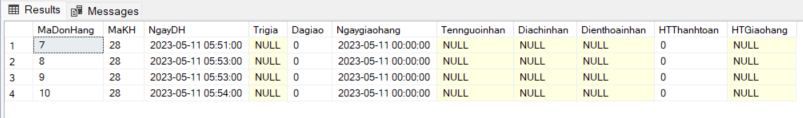 Results Messages
MaDonHang MaKH NgayDH Trigia Dagiao Ngaygiaohang Tennguoinhan Diachinhan Dienthoainhan HTThanhtoan HTGiaohang
1 7 28 2023-05-11 05:51:00 NULL 0 2023-05-11 00:00:00 NULL NULL NULL 0 NULL
2 8 28 2023-05-11 05:53:00 NULL 0 2023-05-11 00:00:00 NULL NULL NULL 0 NULL
3 9 28 2023-05-11 05:53:00 NULL 0 2023-05-11 00:00:00 NULL NULL NULL 0 NULL
4 10 28 2023-05-11 05:54:00 NULL 0 2023-05-11 00:00:00 NULL NULL NULL 0 NULL